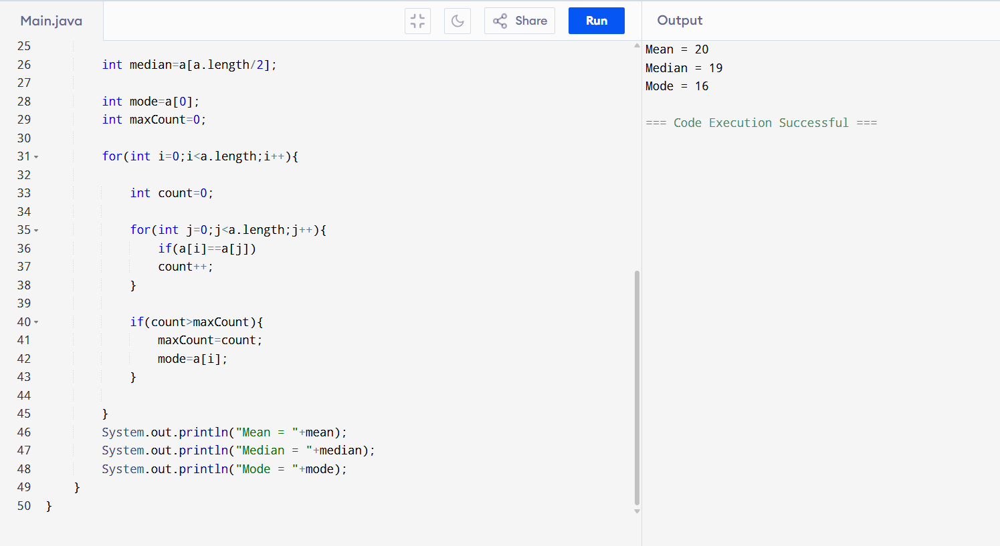 Main.java Share Run Output
25
26 int median=a[a.length/2];
27
28 int mode=a[0];
29 int maxCount=0;
30
31 for(int i=0;i<a.length;i++){
32
33 int count=0;
34
35 for(int j=0;j<a.length;j++){
36 if(a[i]==a[j])
37 count++;
38 }
39
40 if(count>maxCount){
41 maxCount=count;
42 mode=a[i];
43 }
44
45 }
46 System.out.println("Mean = "+mean);
47 System.out.println("Median = "+median);
48 System.out.println("Mode = "+mode);
49 }
50 }
Mean = 20
Median = 19
Mode = 16
=== Code Execution Successful ===